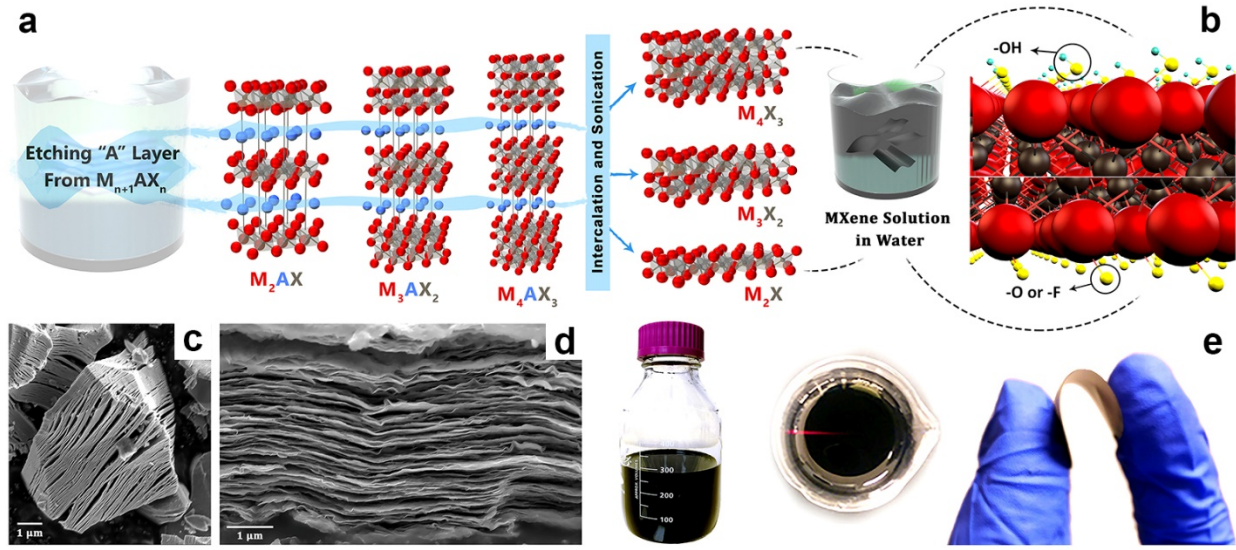 a
Etching “A” Layer
From Mn+1AXn
M2AX
M3AX2
M4AX3
Intercalation and Sonication
M4X3
M3X2
M2X
MXene Solution
in Water
b
-OH
-O or -F
c
1 µm
d
1 µm
300
200
100
e